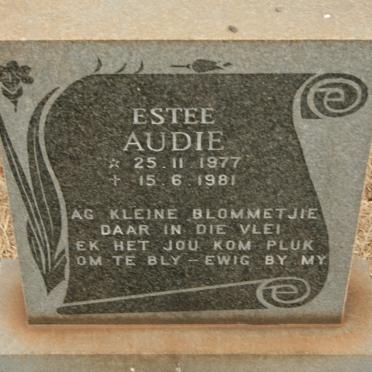 ESTEE
AUDIE
☆ 25.11.1977
† 15.6.1981
AG KLEINE BLOMMETJIE
DAAR IN DIE VLEI
EK HET JOU KOM PLUK
OM TE BLY – EWIG BY MY